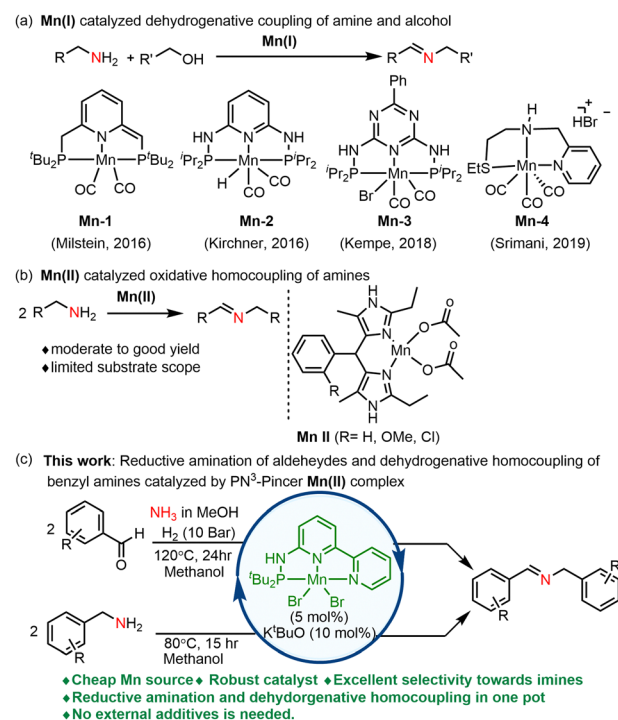 (a) Mn(I) catalyzed dehydrogenative coupling of amine and alcohol
R NH₂ + R' OH Mn(I) R N R'
Ph
N N
N
NH NH
NH NH
H
N
⁺ HBr ⁻
ᵗBu₂P Mn PᵗBu₂
N
OC CO
ⁱPr₂P Mn PⁱPr₂
N
H CO
CO
ⁱPr₂P Mn PⁱPr₂
Br CO
CO
EtS Mn N
OC CO
CO
Mn-1 Mn-2 Mn-3 Mn-4
(Milstein, 2016) (Kirchner, 2016) (Kempe, 2018) (Srimani, 2019)
(b) Mn(II) catalyzed oxidative homocoupling of amines
2 R NH₂ Mn(II) R N R
♦moderate to good yield
♦limited substrate scope
H
N
N
Mn
O O
O O
R
N
N
H
Mn II (R= H, OMe, Cl)
(c) This work: Reductive amination of aldeheydes and dehydrogenative homocoupling of
benzyl amines catalyzed by PN³-Pincer Mn(II) complex
2 R H O
NH₃ in MeOH
H₂ (10 Bar)
120°C, 24hr
Methanol
HN N
ᵗBu₂P Mn N
Br Br
(5 mol%)
KᵗBuO (10 mol%)
R N R
2 R NH₂
80°C, 15 hr
Methanol
♦Cheap Mn source♦ Robust catalyst ♦Excellent selectivity towards imines
♦Reductive amination and dehydorgenative homocoupling in one pot
♦No external additives is needed.